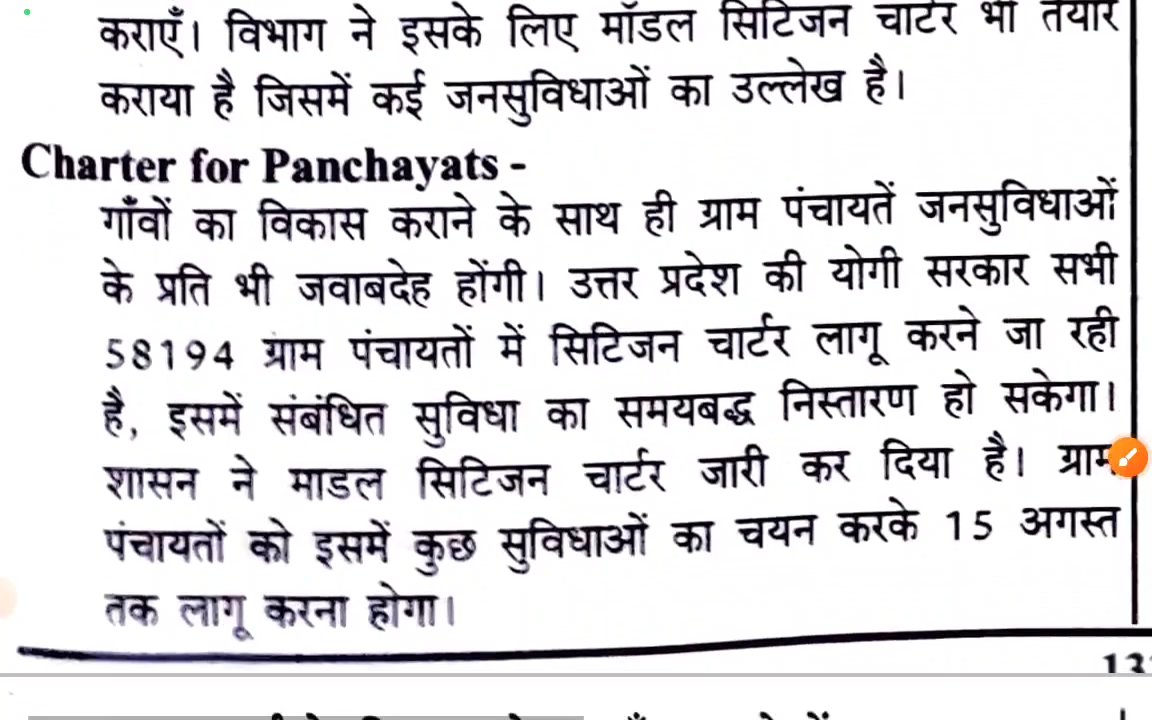 कराएँ। विभाग ने इसके लिए मॉडल सिटिजन चार्टर भी तैयार
कराया है जिसमें कई जनसुविधाओं का उल्लेख है।
Charter for Panchayats -
गाँवों का विकास कराने के साथ ही ग्राम पंचायतें जनसुविधाओं
के प्रति भी जवाबदेह होंगी। उत्तर प्रदेश की योगी सरकार सभी
58194 ग्राम पंचायतों में सिटिजन चार्टर लागू करने जा रही
है, इसमें संबंधित सुविधा का समयबद्ध निस्तारण हो सकेगा।
शासन ने माडल सिटिजन चार्टर जारी कर दिया है। ग्राम
पंचायतों को इसमें कुछ सुविधाओं का चयन करके 15 अगस्त
तक लागू करना होगा।